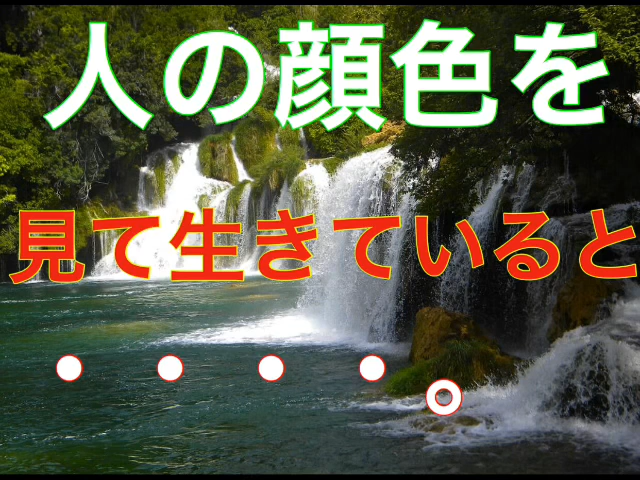 人の顔色を
見て生きていると
・・・・。